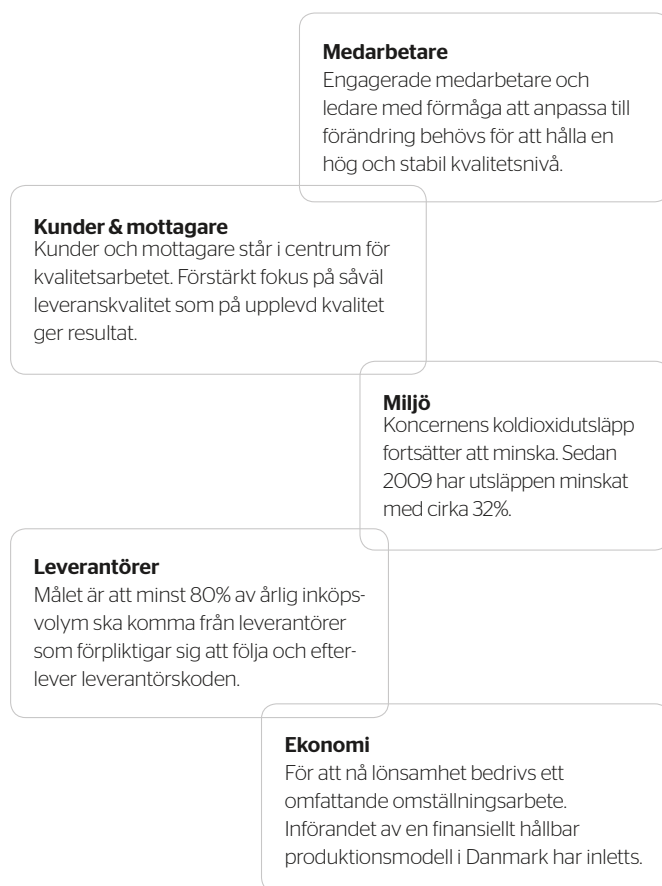 Medarbetare
Engagerade medarbetare och
ledare med förmåga att anpassa till
förändring behövs för att hålla en
hög och stabil kvalitetsnivå.
Kunder & mottagare
Kunder och mottagare står i centrum för
kvalitetsarbetet. Förstärkt fokus på såväl
leveranskvalitet som på upplevd kvalitet
ger resultat.
Miljö
Koncernens koldioxidutsläpp
fortsätter att minska. Sedan
2009 har utsläppen minskat
med cirka 32%.
Leverantörer
Målet är att minst 80% av årlig inköps-
volym ska komma från leverantörer
som förpliktigar sig att följa och efter-
lever leverantörskoden.
Ekonomi
För att nå lönsamhet bedrivs ett
omfattande omställningsarbete.
Införandet av en finansiellt hållbar
produktionsmodell i Danmark har inletts.